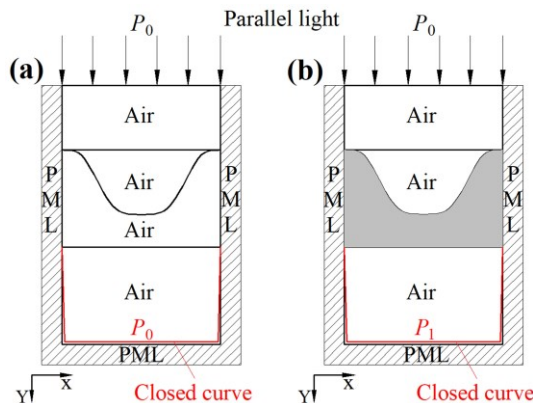 P₀ Parallel light P₀
(a) (b)
Air Air
P M L P M L P M L P M L
Air Air
Air
Air Air
P₀ P₁
PML PML
Y x Closed curve Y x Closed curve